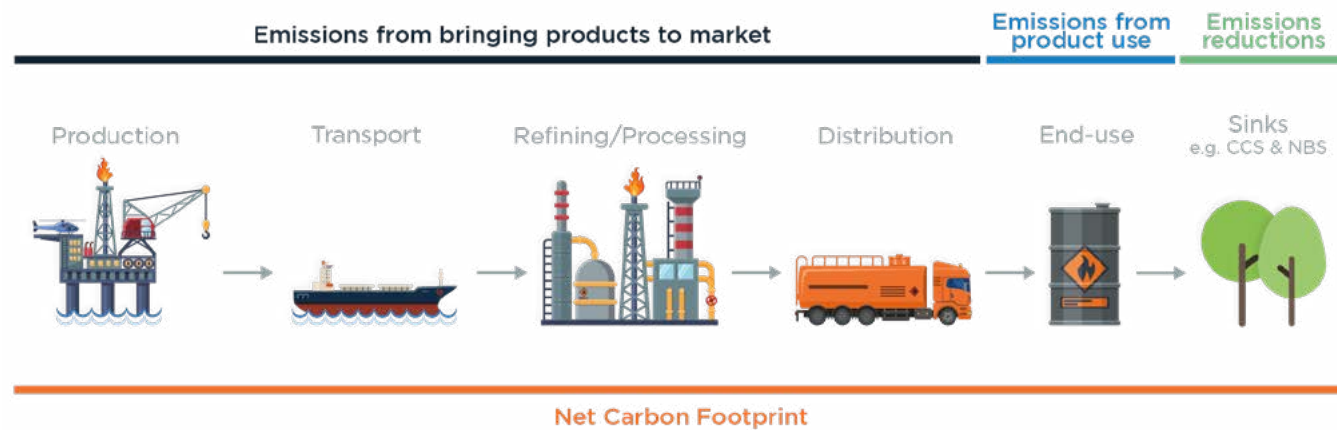 Emissions from bringing products to market
Emissions from
product use
Emissions
reductions
Production
Transport
Refining/Processing
Distribution
End-use
Sinks
e.g. CCS & NBS
Net Carbon Footprint